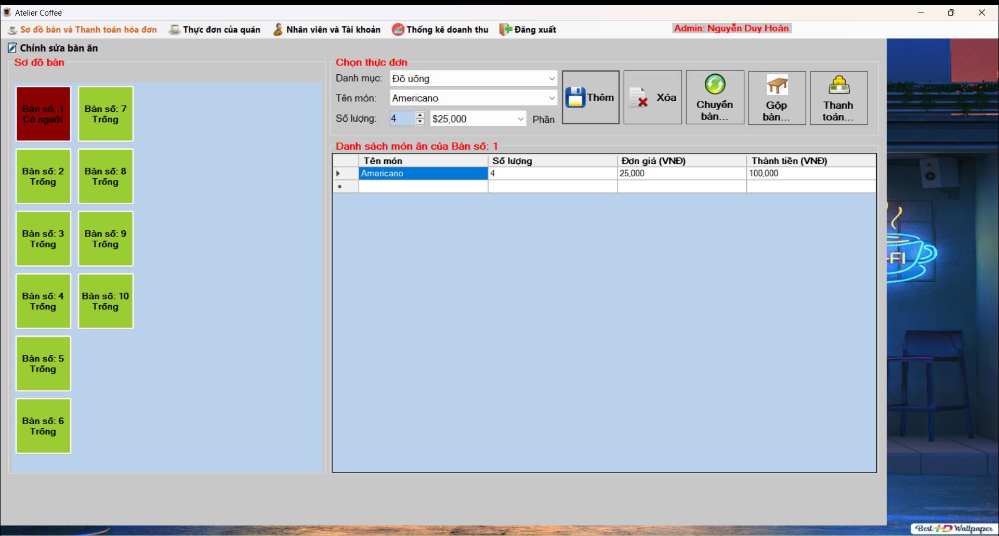 Atelier Coffee
Sơ đồ bàn và Thanh toán hóa đơn
Thực đơn của quán
Nhân viên và Tài khoản
Thống kê doanh thu
Đăng xuất
Admin: Nguyễn Duy Hoàn
Chỉnh sửa bàn ăn
Sơ đồ bàn
Bàn số: 1
Có người
Bàn số: 7
Trống
Bàn số: 2
Trống
Bàn số: 8
Trống
Bàn số: 3
Trống
Bàn số: 9
Trống
Bàn số: 4
Trống
Bàn số: 10
Trống
Bàn số: 5
Trống
Bàn số: 6
Trống
Chọn thực đơn
Danh mục: Đồ uống
Tên món: Americano
Số lượng: 4 $25,000 Phần
Thêm
Xóa
Chuyển
bàn...
Gộp
bàn...
Thanh
toán...
Danh sách món ăn của Bàn số: 1
Tên món Số lượng Đơn giá (VNĐ) Thành tiền (VNĐ)
Americano 4 25,000 100,000
-FI
Best HD Wallpaper